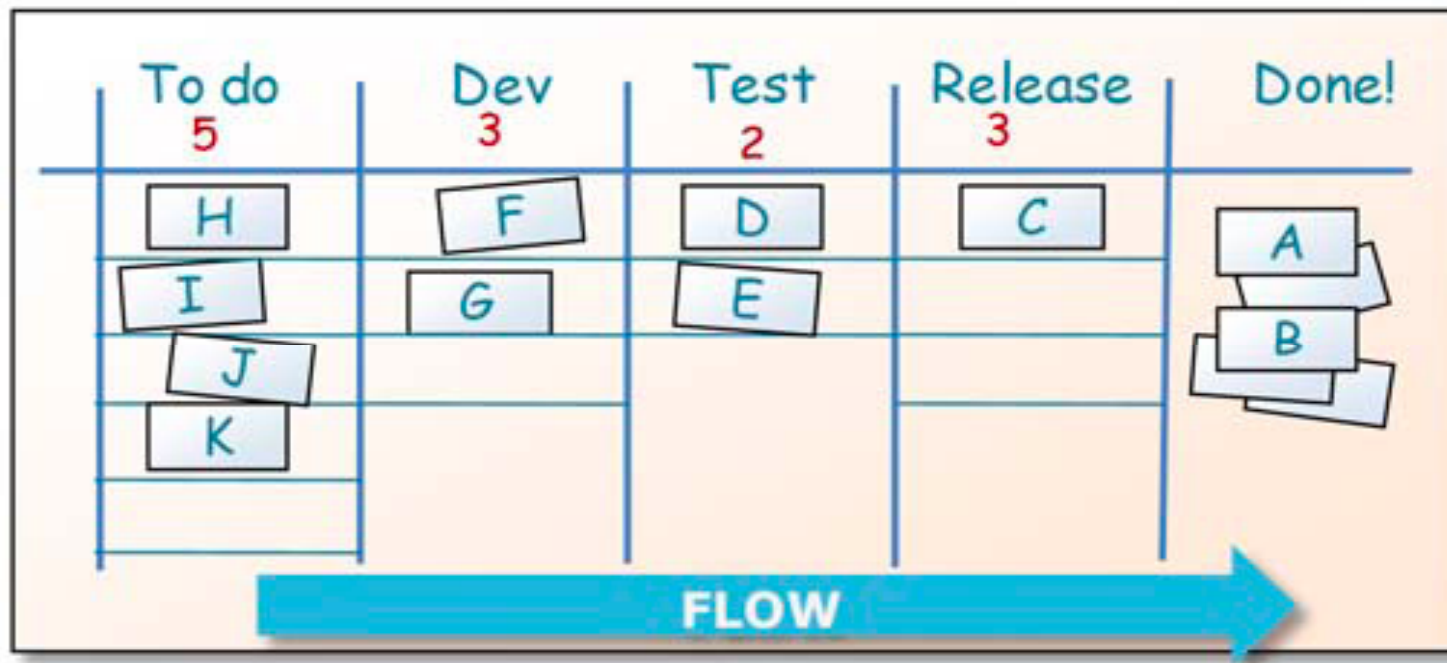 To do Dev Test Release Done!
5 3 2 3
H F D C A
I G E
J B
K
FLOW